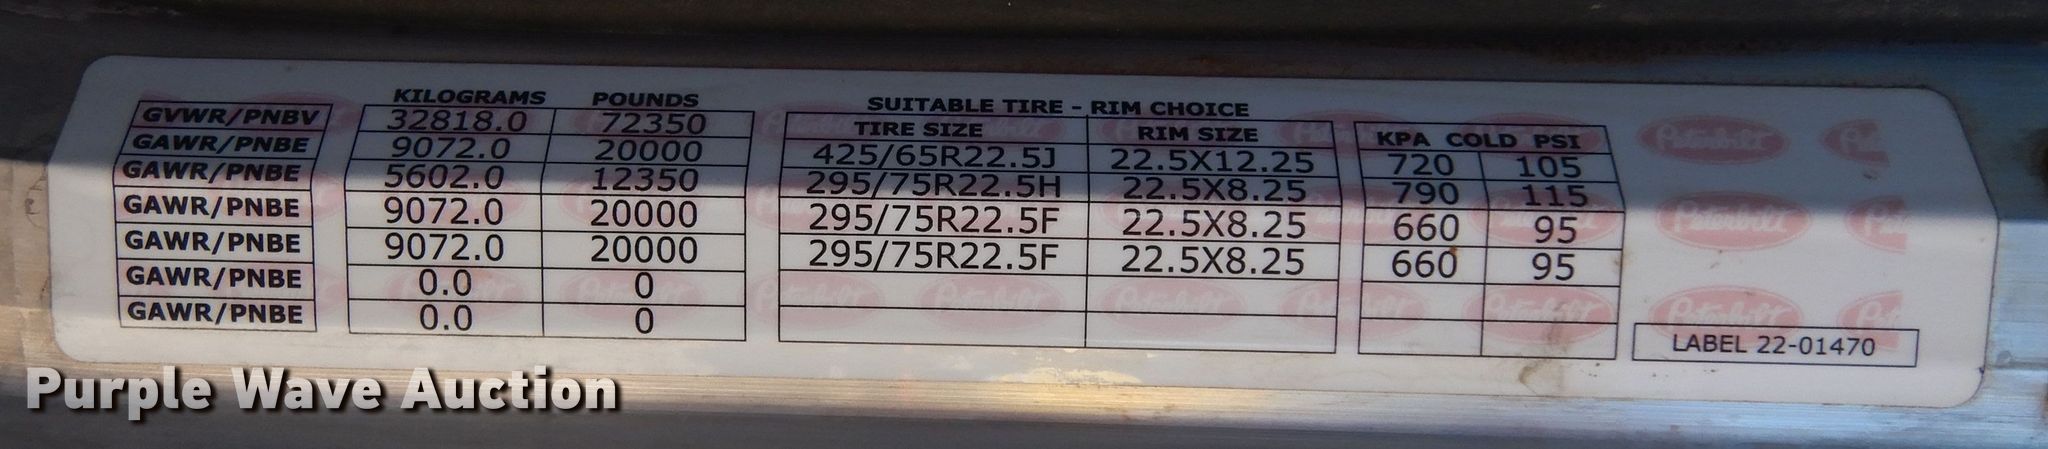 KILOGRAMS POUNDS SUITABLE TIRE - RIM CHOICE
GVWR/PNBV 32818.0 72350 TIRE SIZE RIM SIZE KPA COLD PSI
GAWR/PNBE 9072.0 20000 425/65R22.5J 22.5X12.25 720 105
GAWR/PNBE 5602.0 12350 295/75R22.5H 22.5X8.25 790 115
GAWR/PNBE 9072.0 20000 295/75R22.5F 22.5X8.25 660 95
GAWR/PNBE 9072.0 20000 295/75R22.5F 22.5X8.25 660 95
GAWR/PNBE 0.0 0
GAWR/PNBE 0.0 0
Peterbilt
Peterbilt
Peterbilt
LABEL 22-01470
Purple Wave Auction